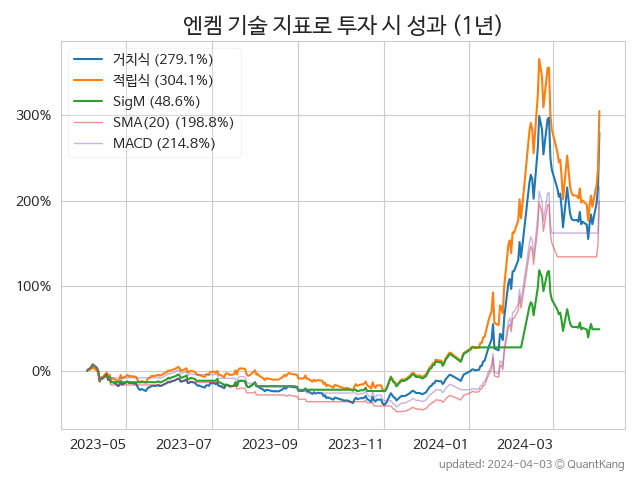 엔켐 기술 지표로 투자 시 성과 (1년)
거치식 (279.1%)
적립식 (304.1%)
SigM (48.6%)
SMA(20) (198.8%)
MACD (214.8%)
300%
200%
100%
0%
2023-05 2023-07 2023-09 2023-11 2024-01 2024-03
updated: 2024-04-03 © QuantKang